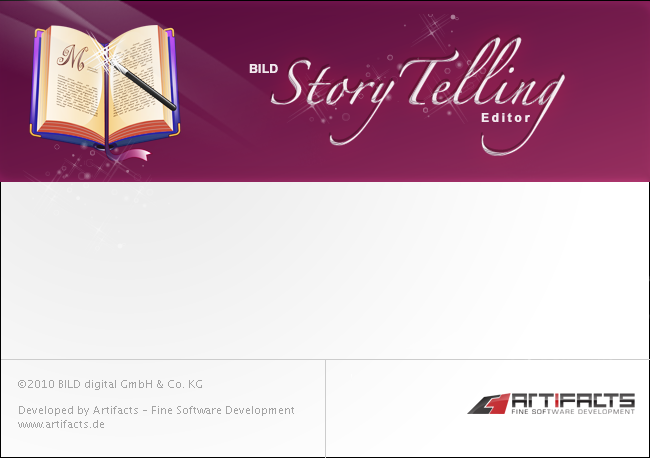 M
BILD
StoryTelling
Editor
©2010 BILD digital GmbH & Co. KG
Developed by Artifacts – Fine Software Development
www.artifacts.de
ARTIFACTS
FINE SOFTWARE DEVELOPMENT